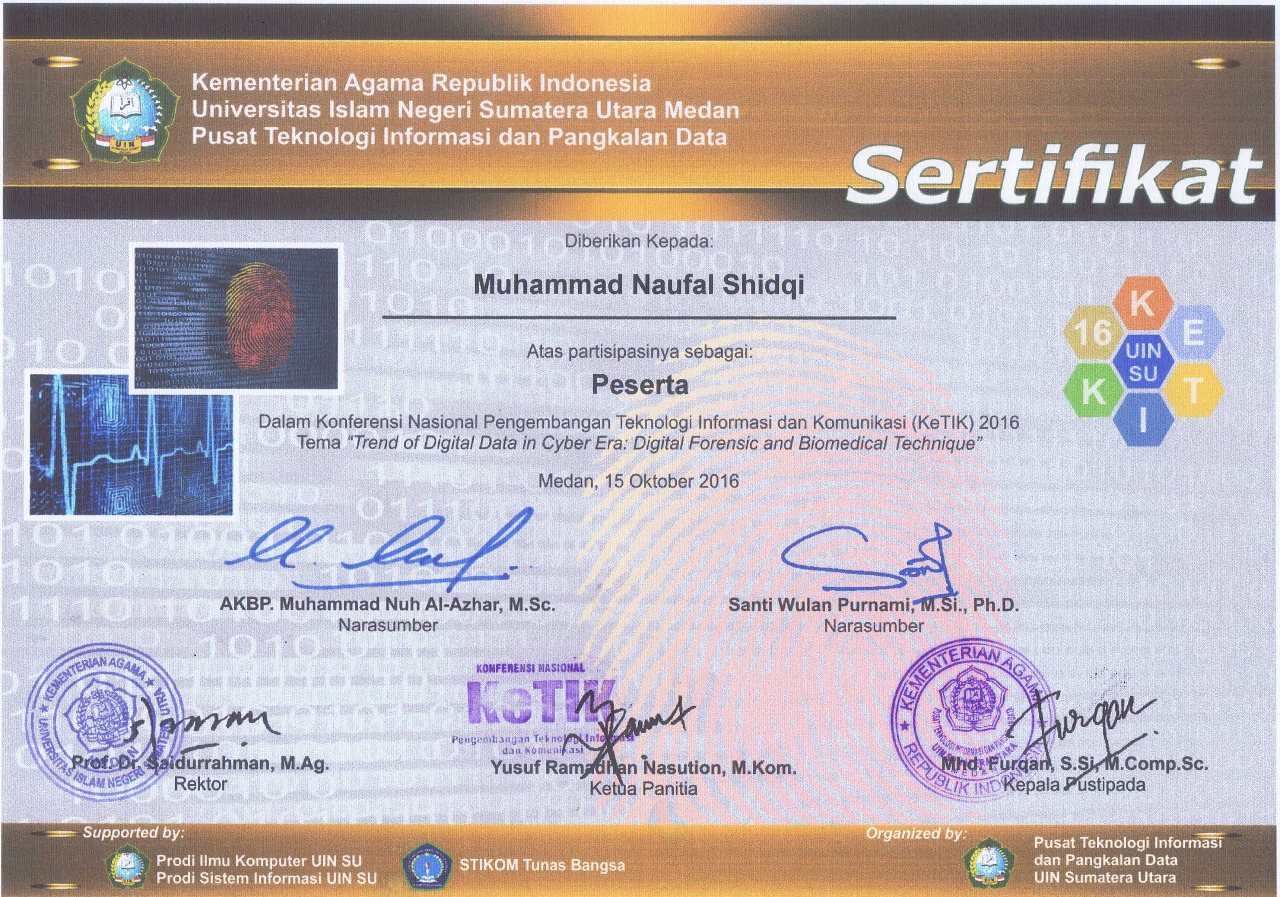 Kementerian Agama Republik Indonesia
Universitas Islam Negeri Sumatera Utara Medan
Pusat Teknologi Informasi dan Pangkalan Data
UIN
Sertifikat
Diberikan Kepada:
Muhammad Naufal Shidqi
Atas partisipasinya sebagai:
Peserta
Dalam Konferensi Nasional Pengembangan Teknologi Informasi dan Komunikasi (KeTIK) 2016
Tema “Trend of Digital Data in Cyber Era: Digital Forensic and Biomedical Technique”
Medan, 15 Oktober 2016
K
16
E
UIN
SU
K
T
I
AKBP. Muhammad Nuh Al-Azhar, M.Sc.
Narasumber
Santi Wulan Purnami, M.Si., Ph.D.
Narasumber
KEMENTERIAN AGAMA
UNIVERSITAS ISLAM NEGERI SUMATERA UTARA
MEDAN
Prof. Dr. Saidurrahman, M.Ag.
Rektor
KONFERENSI NASIONAL
KeTIK
Pengembangan Teknologi Informasi
dan komunikasi
Yusuf Ramadhan Nasution, M.Kom.
Ketua Panitia
KEMENTERIAN AGAMA
REPUBLIK INDONESIA
Mhd. Furqan, S.Si, M.Comp.Sc.
Kepala Pustipada
Supported by:
Prodi Ilmu Komputer UIN SU
Prodi Sistem Informasi UIN SU
STIKOM Tunas Bangsa
Organized by:
Pusat Teknologi Informasi
dan Pangkalan Data
UIN Sumatera Utara